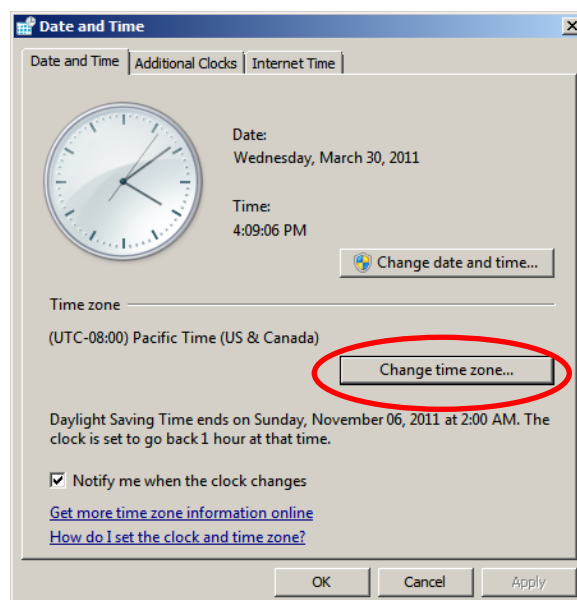 Date and Time
Date and Time Additional Clocks Internet Time
Date:
Wednesday, March 30, 2011
Time:
4:09:06 PM
Change date and time...
Time zone
(UTC-08:00) Pacific Time (US & Canada)
Change time zone...
Daylight Saving Time ends on Sunday, November 06, 2011 at 2:00 AM. The
clock is set to go back 1 hour at that time.
Notify me when the clock changes
Get more time zone information online
How do I set the clock and time zone?
OK Cancel Apply